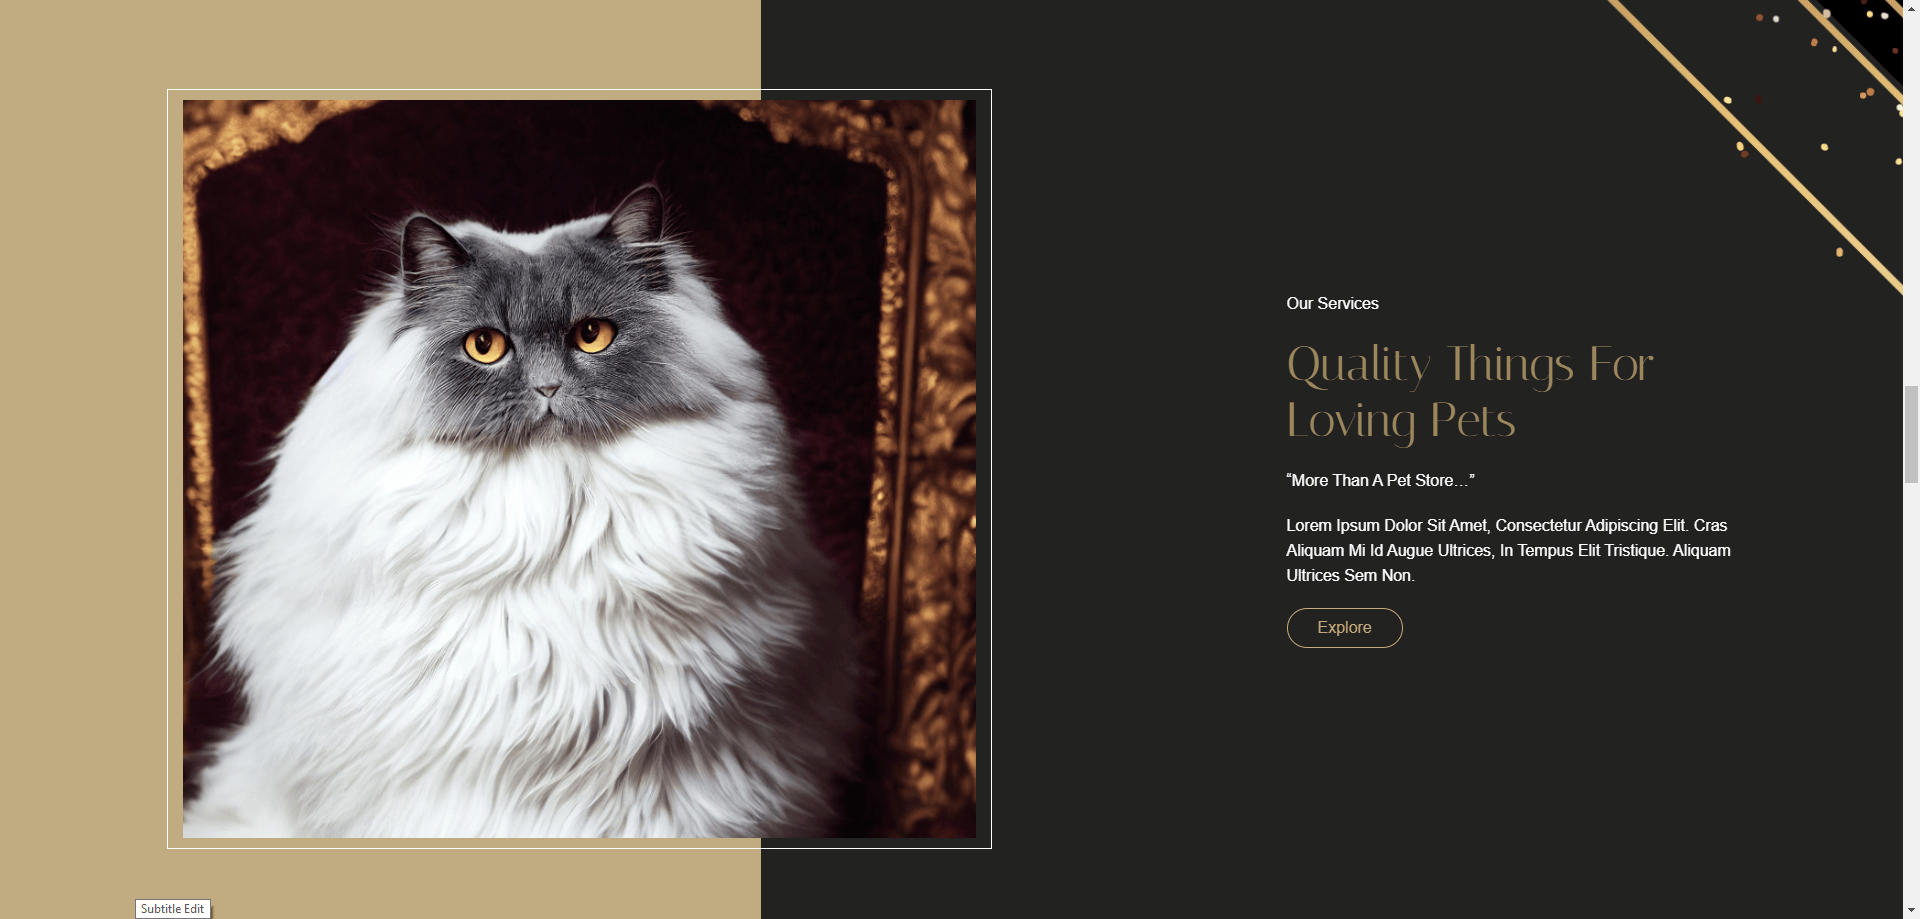 Our Services
Quality Things For
Loving Pets
“More Than A Pet Store…”
Lorem Ipsum Dolor Sit Amet, Consectetur Adipiscing Elit. Cras
Aliquam Mi Id Augue Ultrices, In Tempus Elit Tristique. Aliquam
Ultrices Sem Non.
Explore
Subtitle Edit